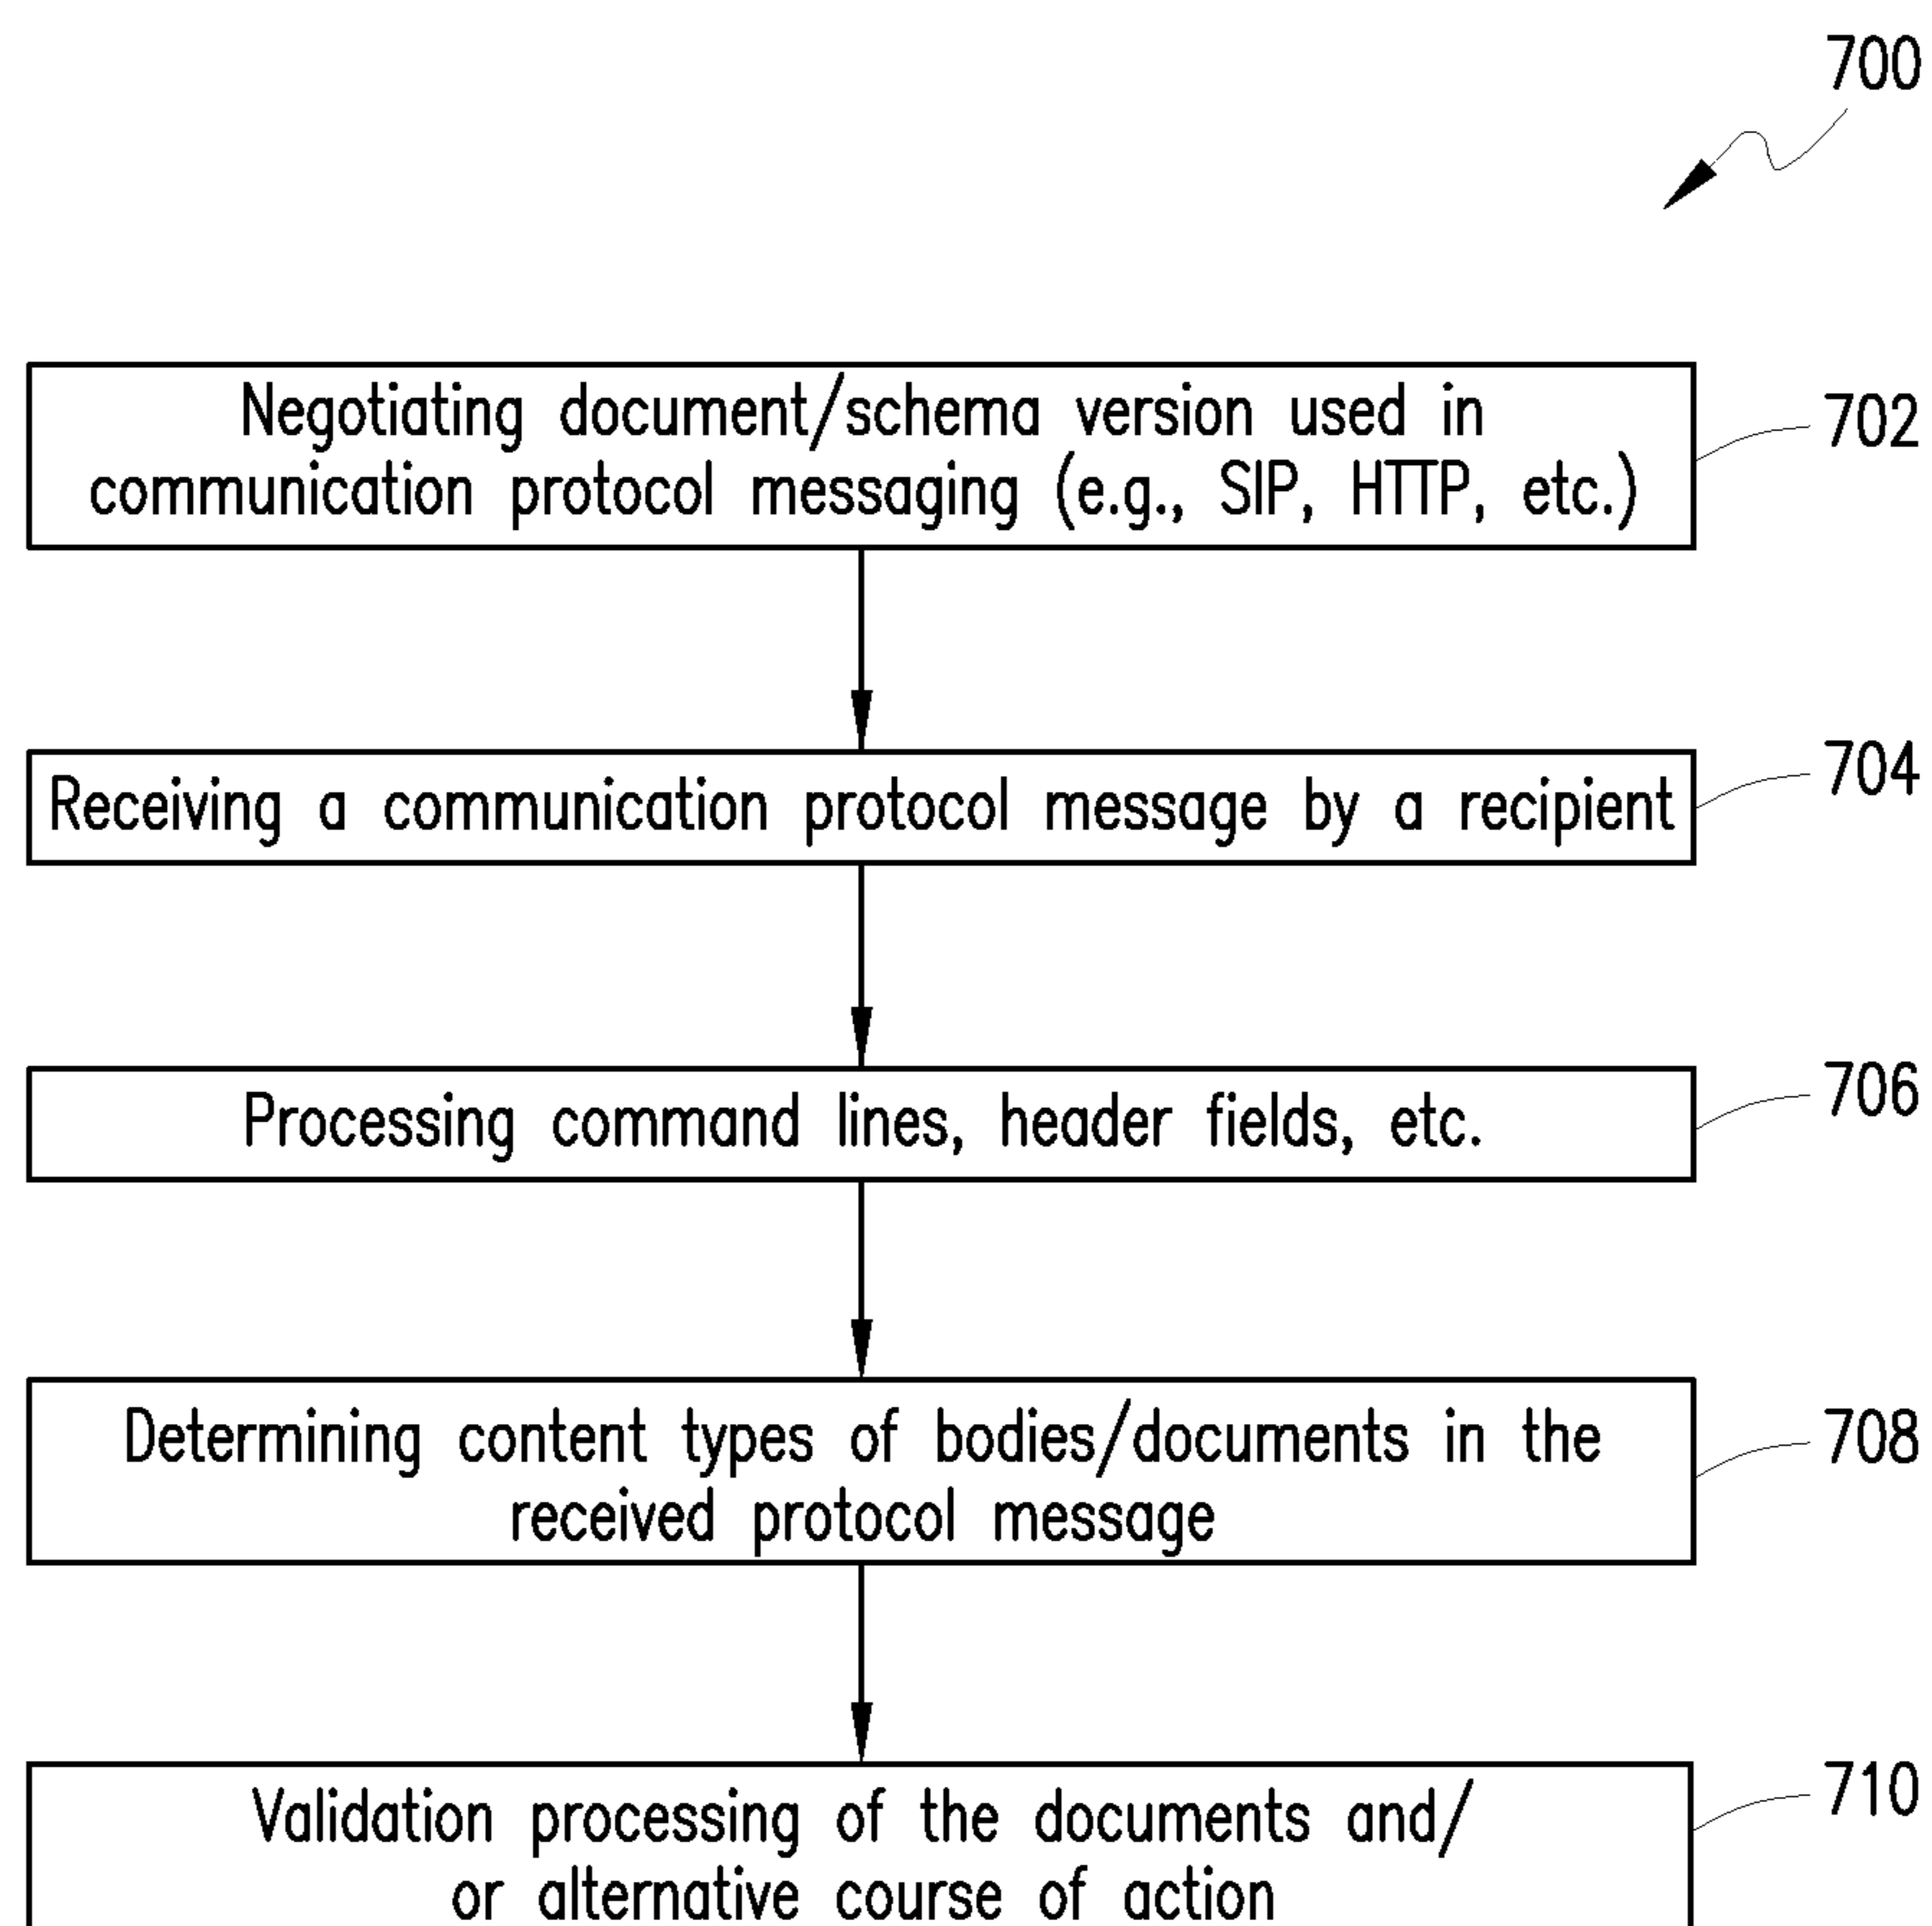 700
Negotiating document/schema version used in
communication protocol messaging (e.g., SIP, HTTP, etc.)
702
Receiving a communication protocol message by a recipient
704
Processing command lines, header fields, etc.
706
Determining content types of bodies/documents in the
received protocol message
708
Validation processing of the documents and/
or alternative course of action
710